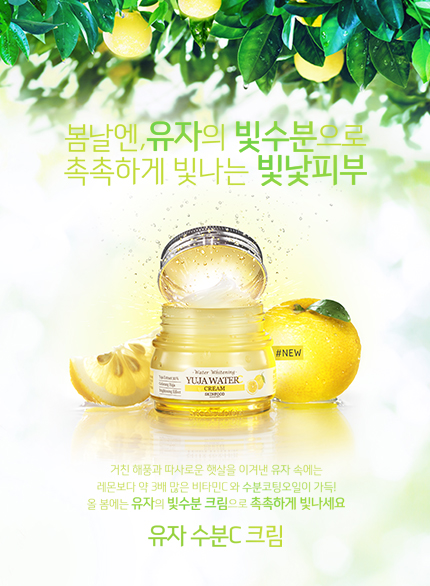 봄날엔, 유자의 빛수분으로
촉촉하게 빛나는 빛낯피부
#NEW
Water Whitening
YUJA WATER
CREAM
SKINFOOD
거친 해풍과 따사로운 햇살을 이겨낸 유자 속에는
레몬보다 약 3배 많은 비타민C와 수분코팅오일이 가득!
올 봄에는 유자의 빛수분 크림으로 촉촉하게 빛나세요
유자 수분C 크림